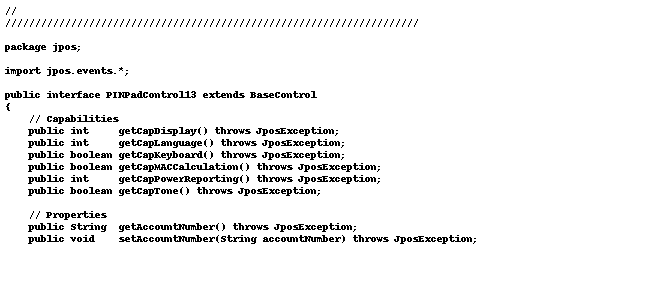 //
//////////////////////////////////////////////////////////////////////
package jpos;
import jpos.events.*;
public interface PINPadControl13 extends BaseControl
{
    // Capabilities
    public int     getCapDisplay() throws JposException;
    public int     getCapLanguage() throws JposException;
    public boolean getCapKeyboard() throws JposException;
    public boolean getCapMACCalculation() throws JposException;
    public int     getCapPowerReporting() throws JposException;
    public boolean getCapTone() throws JposException;
    // Properties
    public String  getAccountNumber() throws JposException;
    public void    setAccountNumber(String accountNumber) throws JposException;